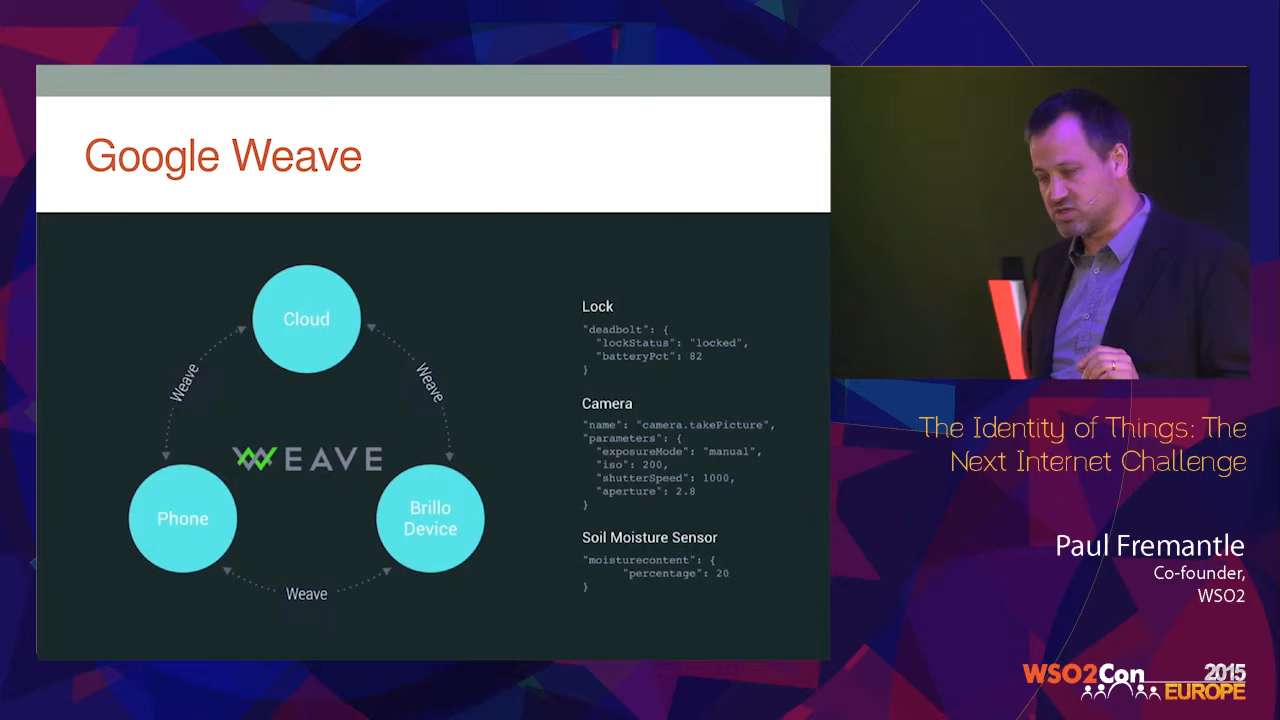 Google Weave
Cloud
Weave
Weave
WEAVE
Phone
Brillo
Device
Weave
Lock
"deadbolt": {
"lockStatus": "locked",
"batteryPct": 82
}
Camera
"name": "camera.takePicture",
"parameters": {
"exposureMode": "manual",
"iso": 200,
"shutterSpeed": 1000,
"aperture": 2.8
}
Soil Moisture Sensor
"moisturecontent": {
"percentage": 20
}
The Identity of Things: The
Next Internet Challenge
Paul Fremantle
Co-founder,
WSO2
WSO2Con 2015
EUROPE